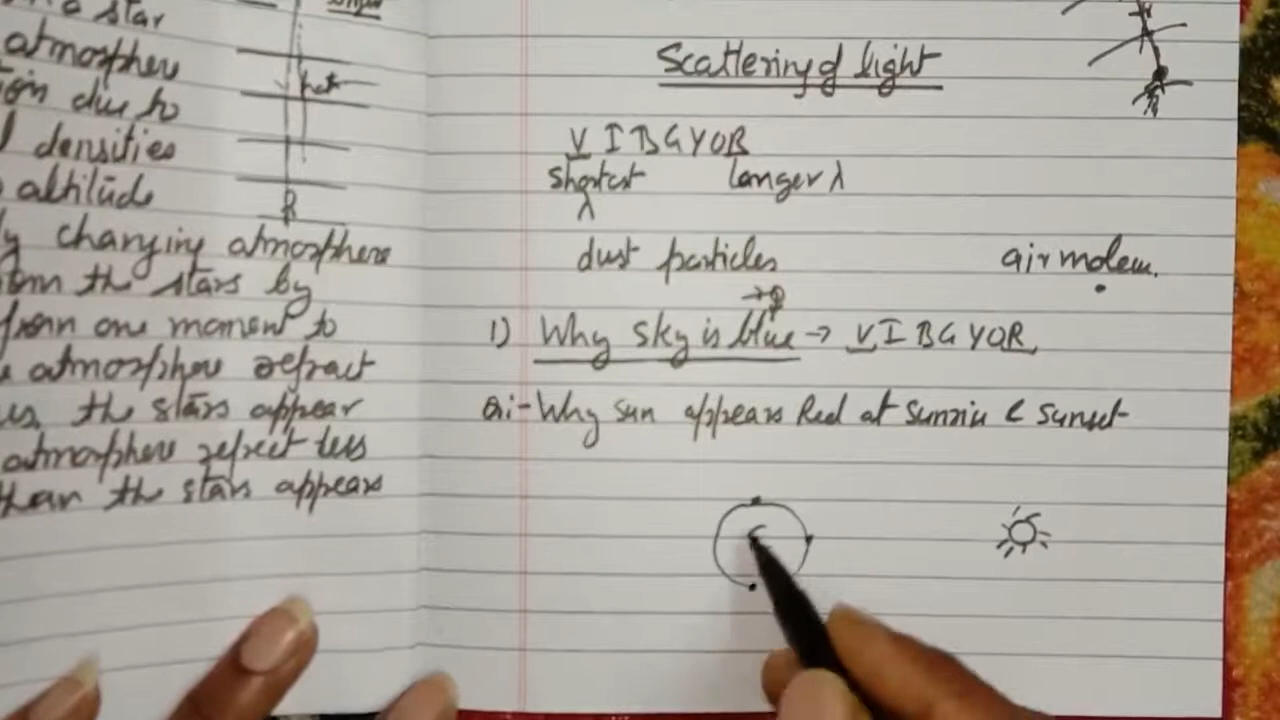 a star
atmosphere
due to
densities
altitude
changing atmosphere
the stars by
from one moment to
atmosphere refract
the stars appear
atmosphere refract less
than the stars appears
R
Scattering of light
V I B G Y O R
shortest longer λ
λ
dust particles air molecu.
1) Why sky is blue → V I B G Y O R
Qi- Why sun appears Red at sunrise & sunset